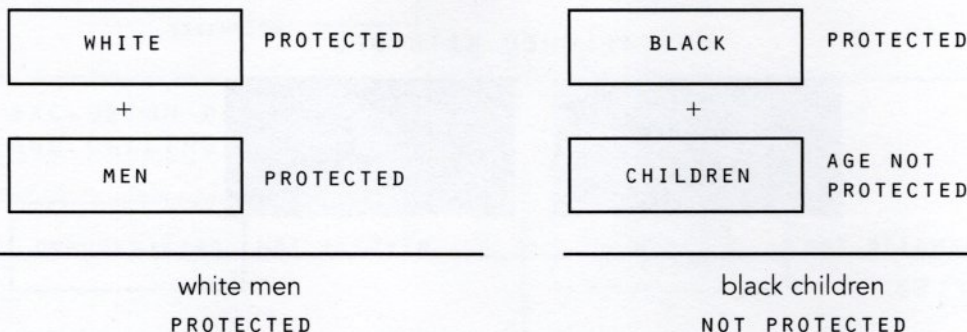 WHITE PROTECTED
+
MEN PROTECTED
white men
PROTECTED
BLACK PROTECTED
+
CHILDREN AGE NOT
PROTECTED
black children
NOT PROTECTED